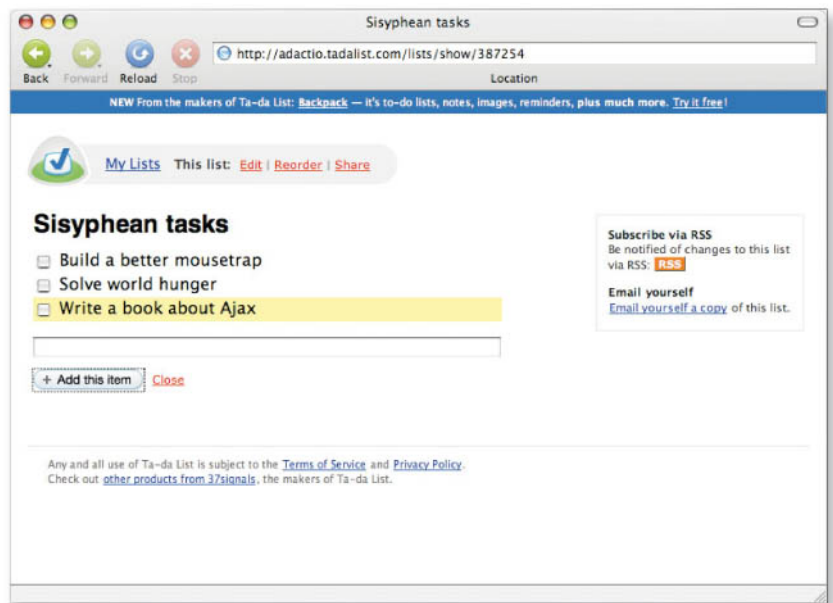 Sisyphean tasks
http://adactio.tadalist.com/lists/show/387254
Back Forward Reload Stop Location
NEW From the makers of Ta-da List: Backpack — it's to-do lists, notes, images, reminders, plus much more. Try it free!
My Lists This list: Edit | Reorder | Share
Sisyphean tasks
Build a better mousetrap
Solve world hunger
Write a book about Ajax
+ Add this item Close
Subscribe via RSS
Be notified of changes to this list
via RSS: RSS
Email yourself
Email yourself a copy of this list.
Any and all use of Ta-da List is subject to the Terms of Service and Privacy Policy.
Check out other products from 37signals, the makers of Ta-da List.